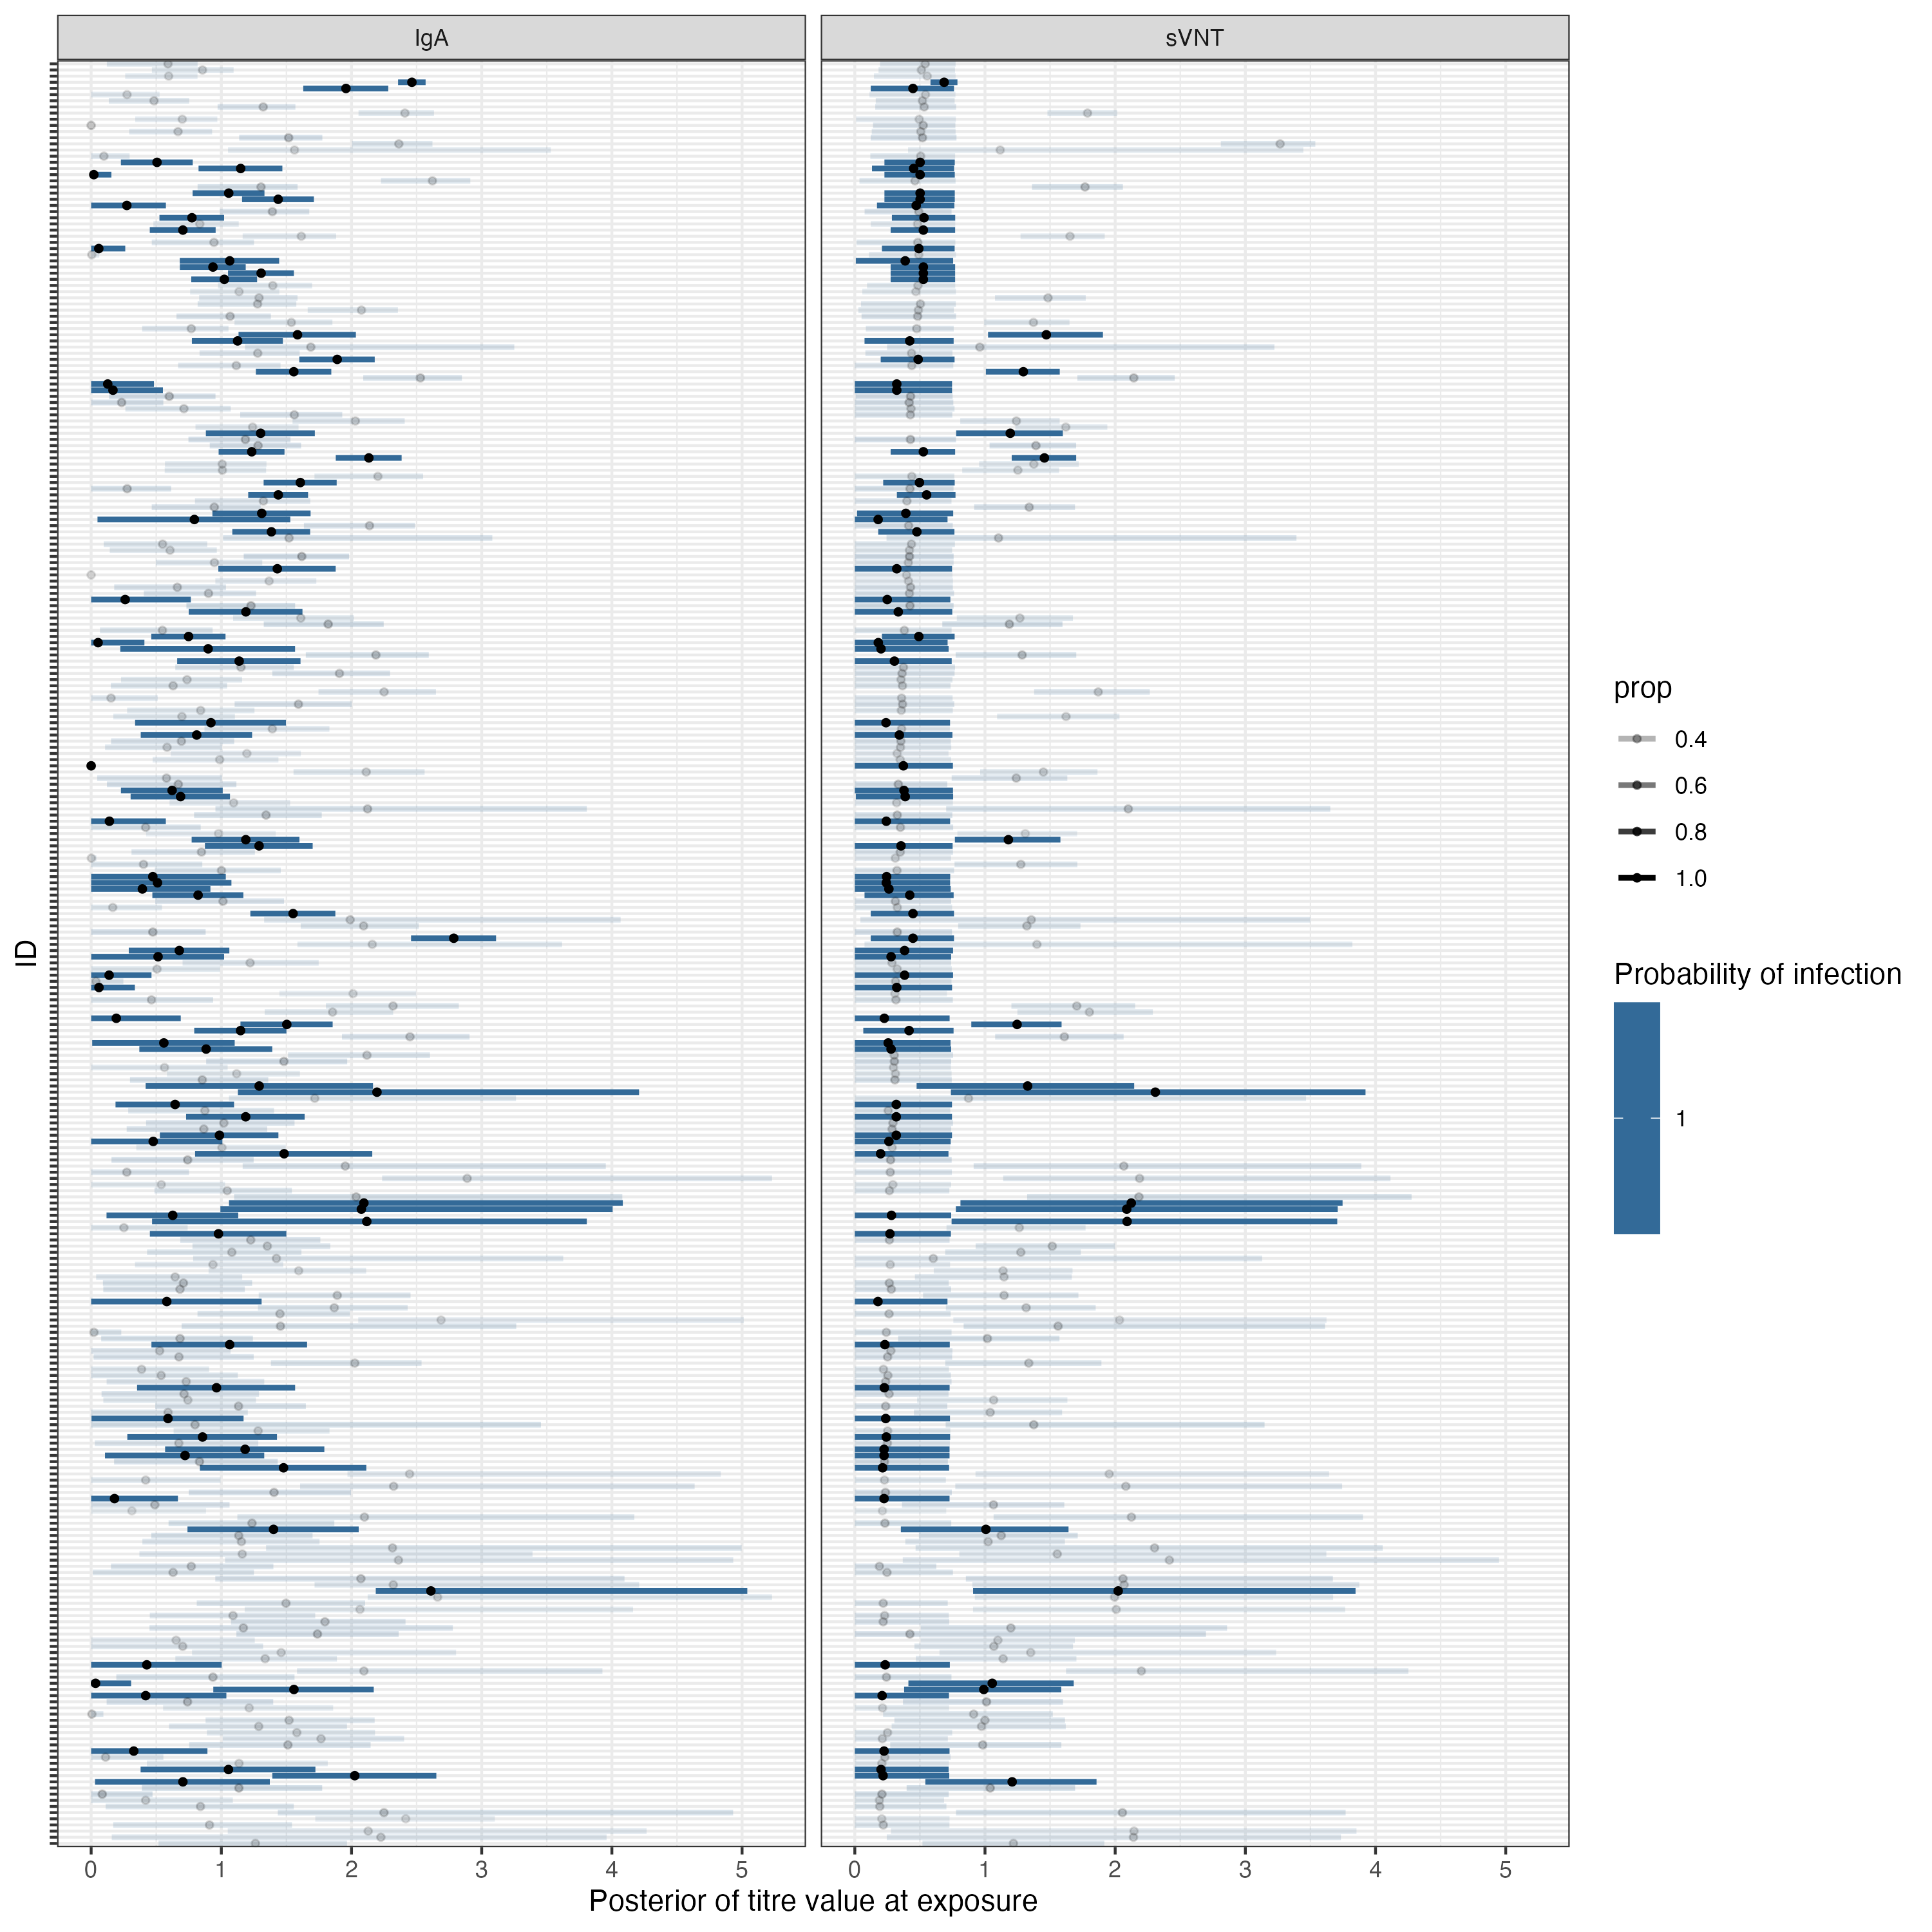 IgA
sVNT
ID
0 1 2 3 4 5
0 1 2 3 4 5
Posterior of titre value at exposure
prop
0.4
0.6
0.8
1.0
Probability of infection
1